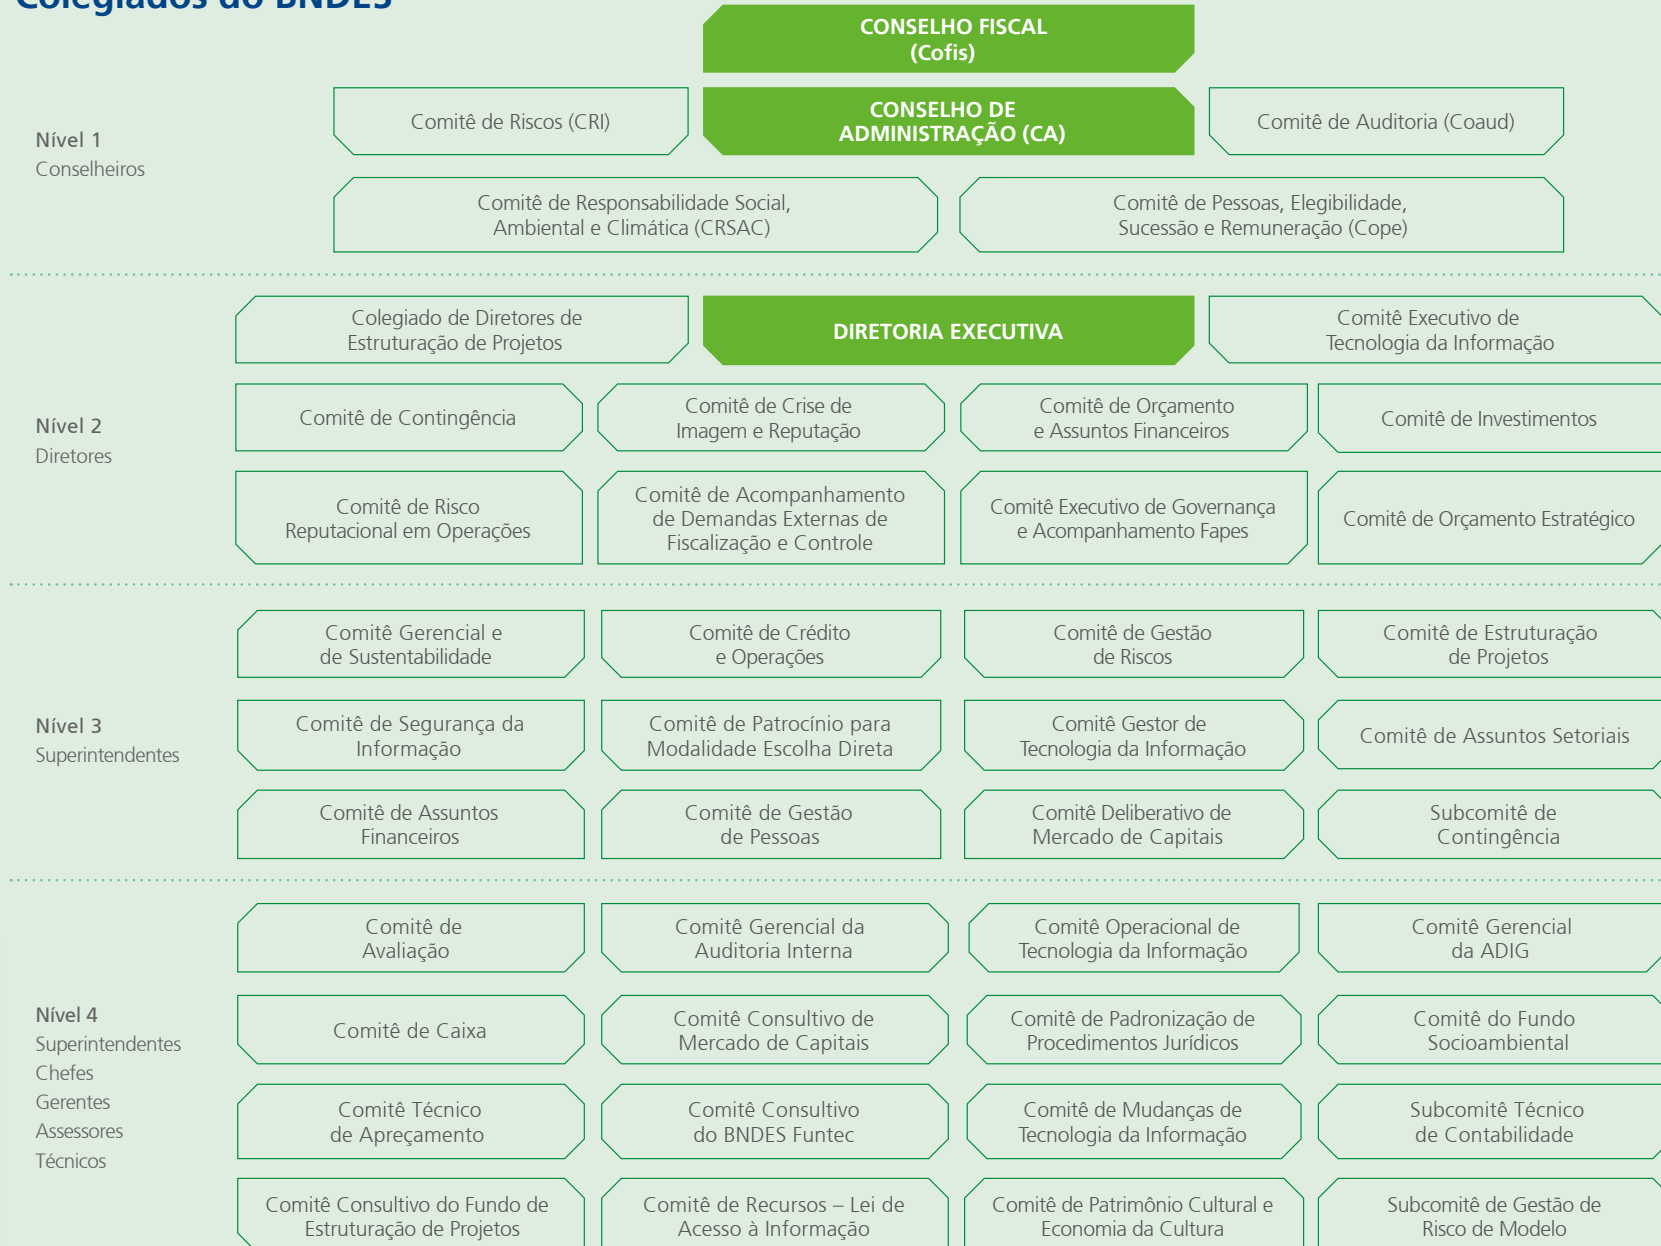 Colegiados do BNDES
CONSELHO FISCAL
(Cofis)
Nível 1
Conselheiros
Comitê de Riscos (CRI)
CONSELHO DE
ADMINISTRAÇÃO (CA)
Comitê de Auditoria (Coaud)
Comitê de Responsabilidade Social,
Ambiental e Climática (CRSAC)
Comitê de Pessoas, Elegibilidade,
Sucessão e Remuneração (Cope)
Nível 2
Diretores
Colegiado de Diretores de
Estruturação de Projetos
DIRETORIA EXECUTIVA
Comitê Executivo de
Tecnologia da Informação
Comitê de Contingência
Comitê de Crise de
Imagem e Reputação
Comitê de Orçamento
e Assuntos Financeiros
Comitê de Investimentos
Comitê de Risco
Reputacional em Operações
Comitê de Acompanhamento
de Demandas Externas de
Fiscalização e Controle
Comitê Executivo de Governança
e Acompanhamento Fapes
Comitê de Orçamento Estratégico
Nível 3
Superintendentes
Comitê Gerencial e
de Sustentabilidade
Comitê de Crédito
e Operações
Comitê de Gestão
de Riscos
Comitê de Estruturação
de Projetos
Comitê de Segurança da
Informação
Comitê de Patrocínio para
Modalidade Escolha Direta
Comitê Gestor de
Tecnologia da Informação
Comitê de Assuntos Setoriais
Comitê de Assuntos
Financeiros
Comitê de Gestão
de Pessoas
Comitê Deliberativo de
Mercado de Capitais
Subcomitê de
Contingência
Nível 4
Superintendentes
Chefes
Gerentes
Assessores
Técnicos
Comitê de
Avaliação
Comitê Gerencial da
Auditoria Interna
Comitê Operacional de
Tecnologia da Informação
Comitê Gerencial
da ADIG
Comitê de Caixa
Comitê Consultivo de
Mercado de Capitais
Comitê de Padronização de
Procedimentos Jurídicos
Comitê do Fundo
Socioambiental
Comitê Técnico
de Apreçamento
Comitê Consultivo
do BNDES Funtec
Comitê de Mudanças de
Tecnologia da Informação
Subcomitê Técnico
de Contabilidade
Comitê Consultivo do Fundo de
Estruturação de Projetos
Comitê de Recursos – Lei de
Acesso à Informação
Comitê de Patrimônio Cultural e
Economia da Cultura
Subcomitê de Gestão de
Risco de Modelo